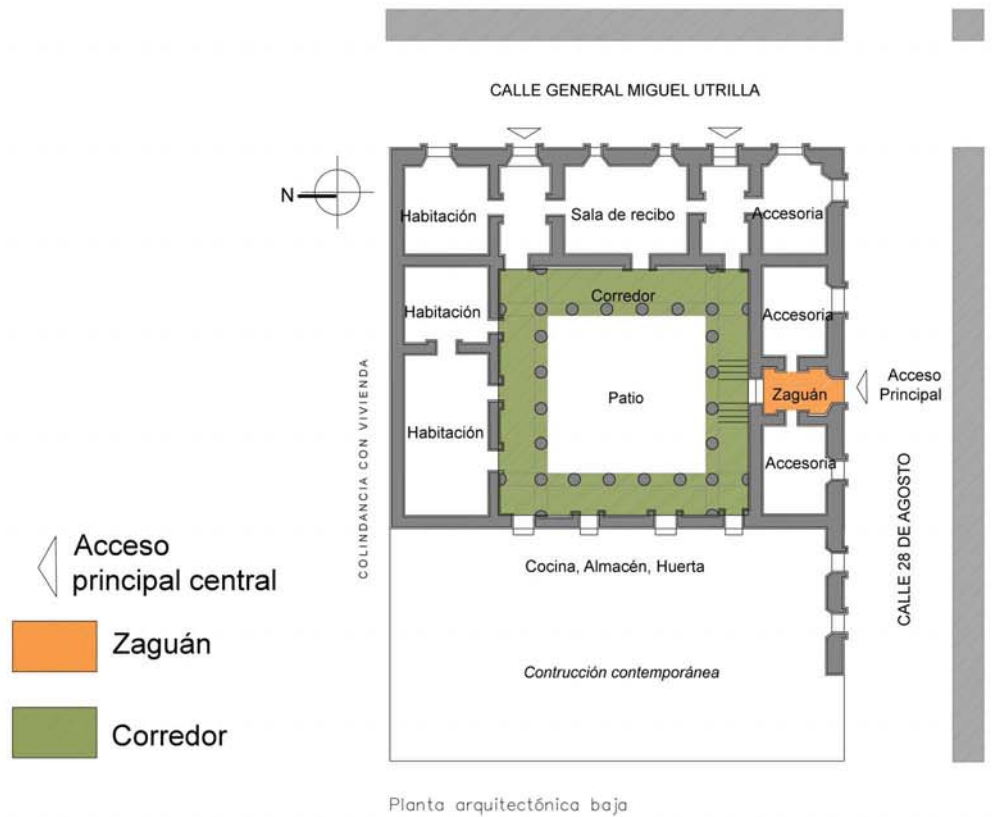 CALLE GENERAL MIGUEL UTRILLA
N
Habitación
Sala de recibo
Accesoria
Corredor
Habitación
Accesoria
Patio
Zaguán
Acceso
Principal
Habitación
Accesoria
COLINDANCIA CON VIVIENDA
CALLE 28 DE AGOSTO
Cocina, Almacén, Huerta
Contrucción contemporánea
Acceso
principal central
Zaguán
Corredor
Planta arquitectónica baja